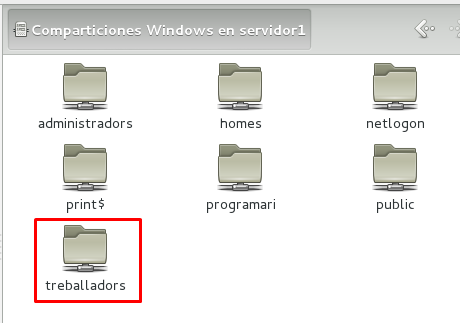 Comparticiones Windows en servidor1
administradors
homes
netlogon
print$
programari
public
treballadors